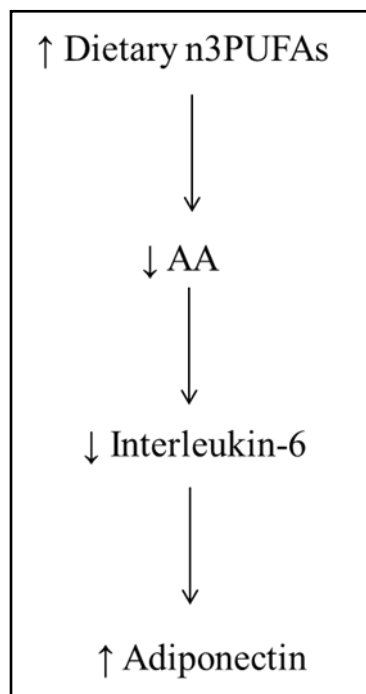 ↑ Dietary n3PUFAs
↓ AA
↓ Interleukin-6
↑ Adiponectin